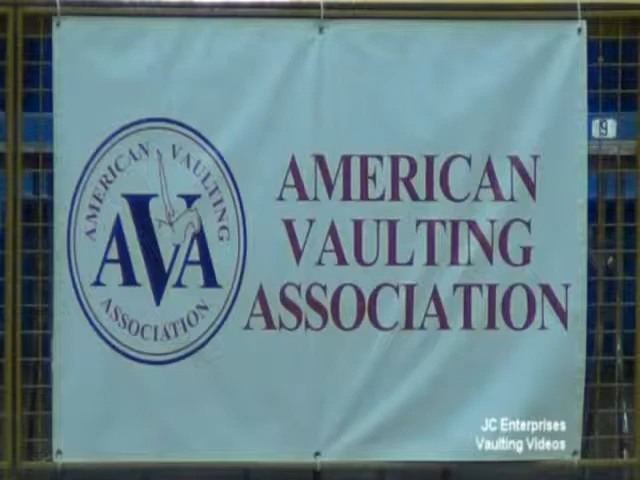 AMERICAN VAULTING
AVA
ASSOCIATION
AMERICAN
VAULTING
ASSOCIATION
9
JC Enterprises
Vaulting Videos